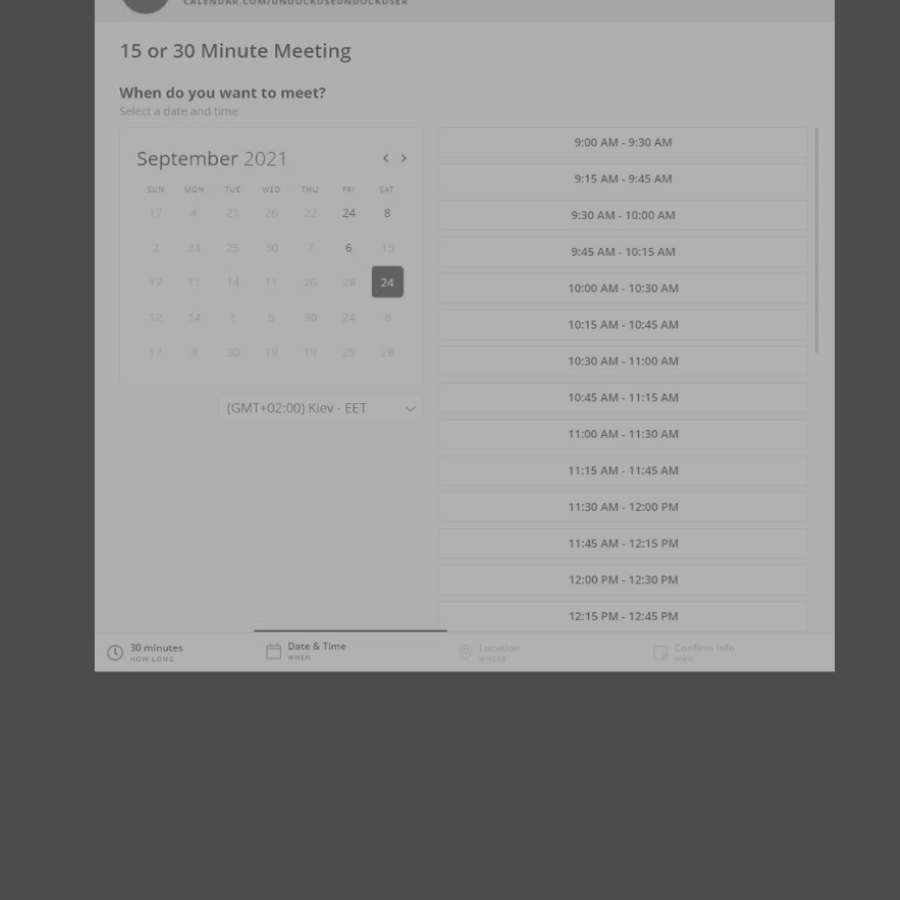 CALENDAR.COM/UNDOCKUSEUNDOCKUSER
15 or 30 Minute Meeting
When do you want to meet?
Select a date and time
September 2021
SUN MON TUE WED THU FRI SAT
17 4 21 26 22 24 8
2 24 25 30 7 6 15
17 11 14 11 26 28 24
12 14 1 5 30 24 8
17 8 30 19 19 25 28
(GMT+02:00) Kiev - EET
9:00 AM - 9:30 AM
9:15 AM - 9:45 AM
9:30 AM - 10:00 AM
9:45 AM - 10:15 AM
10:00 AM - 10:30 AM
10:15 AM - 10:45 AM
10:30 AM - 11:00 AM
10:45 AM - 11:15 AM
11:00 AM - 11:30 AM
11:15 AM - 11:45 AM
11:30 AM - 12:00 PM
11:45 AM - 12:15 PM
12:00 PM - 12:30 PM
12:15 PM - 12:45 PM
30 minutes
HOW LONG
Date & Time
WHEN
Location
WHERE
Confirm Info
WHO